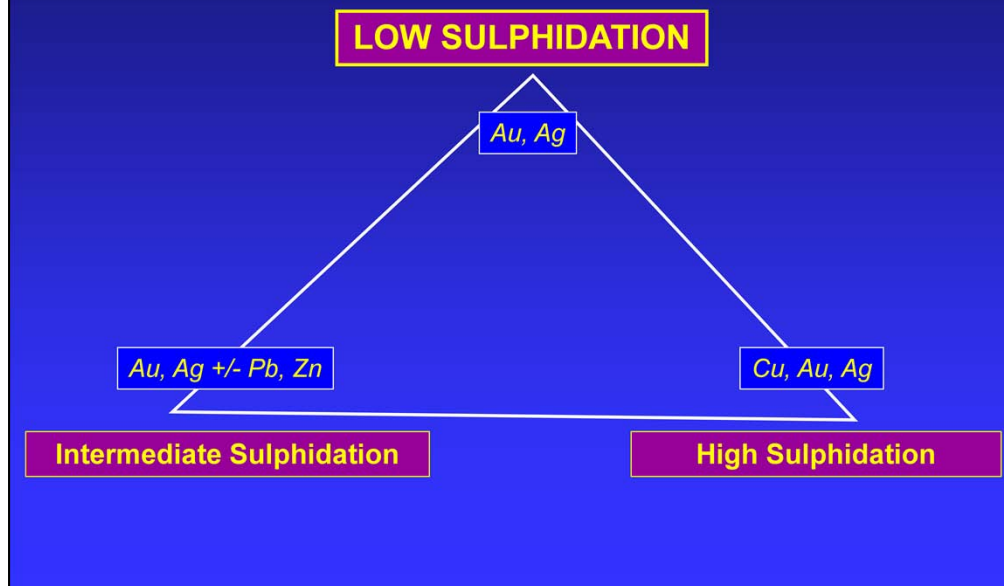 LOW SULPHIDATION
Au, Ag
Au, Ag +/- Pb, Zn
Cu, Au, Ag
Intermediate Sulphidation
High Sulphidation